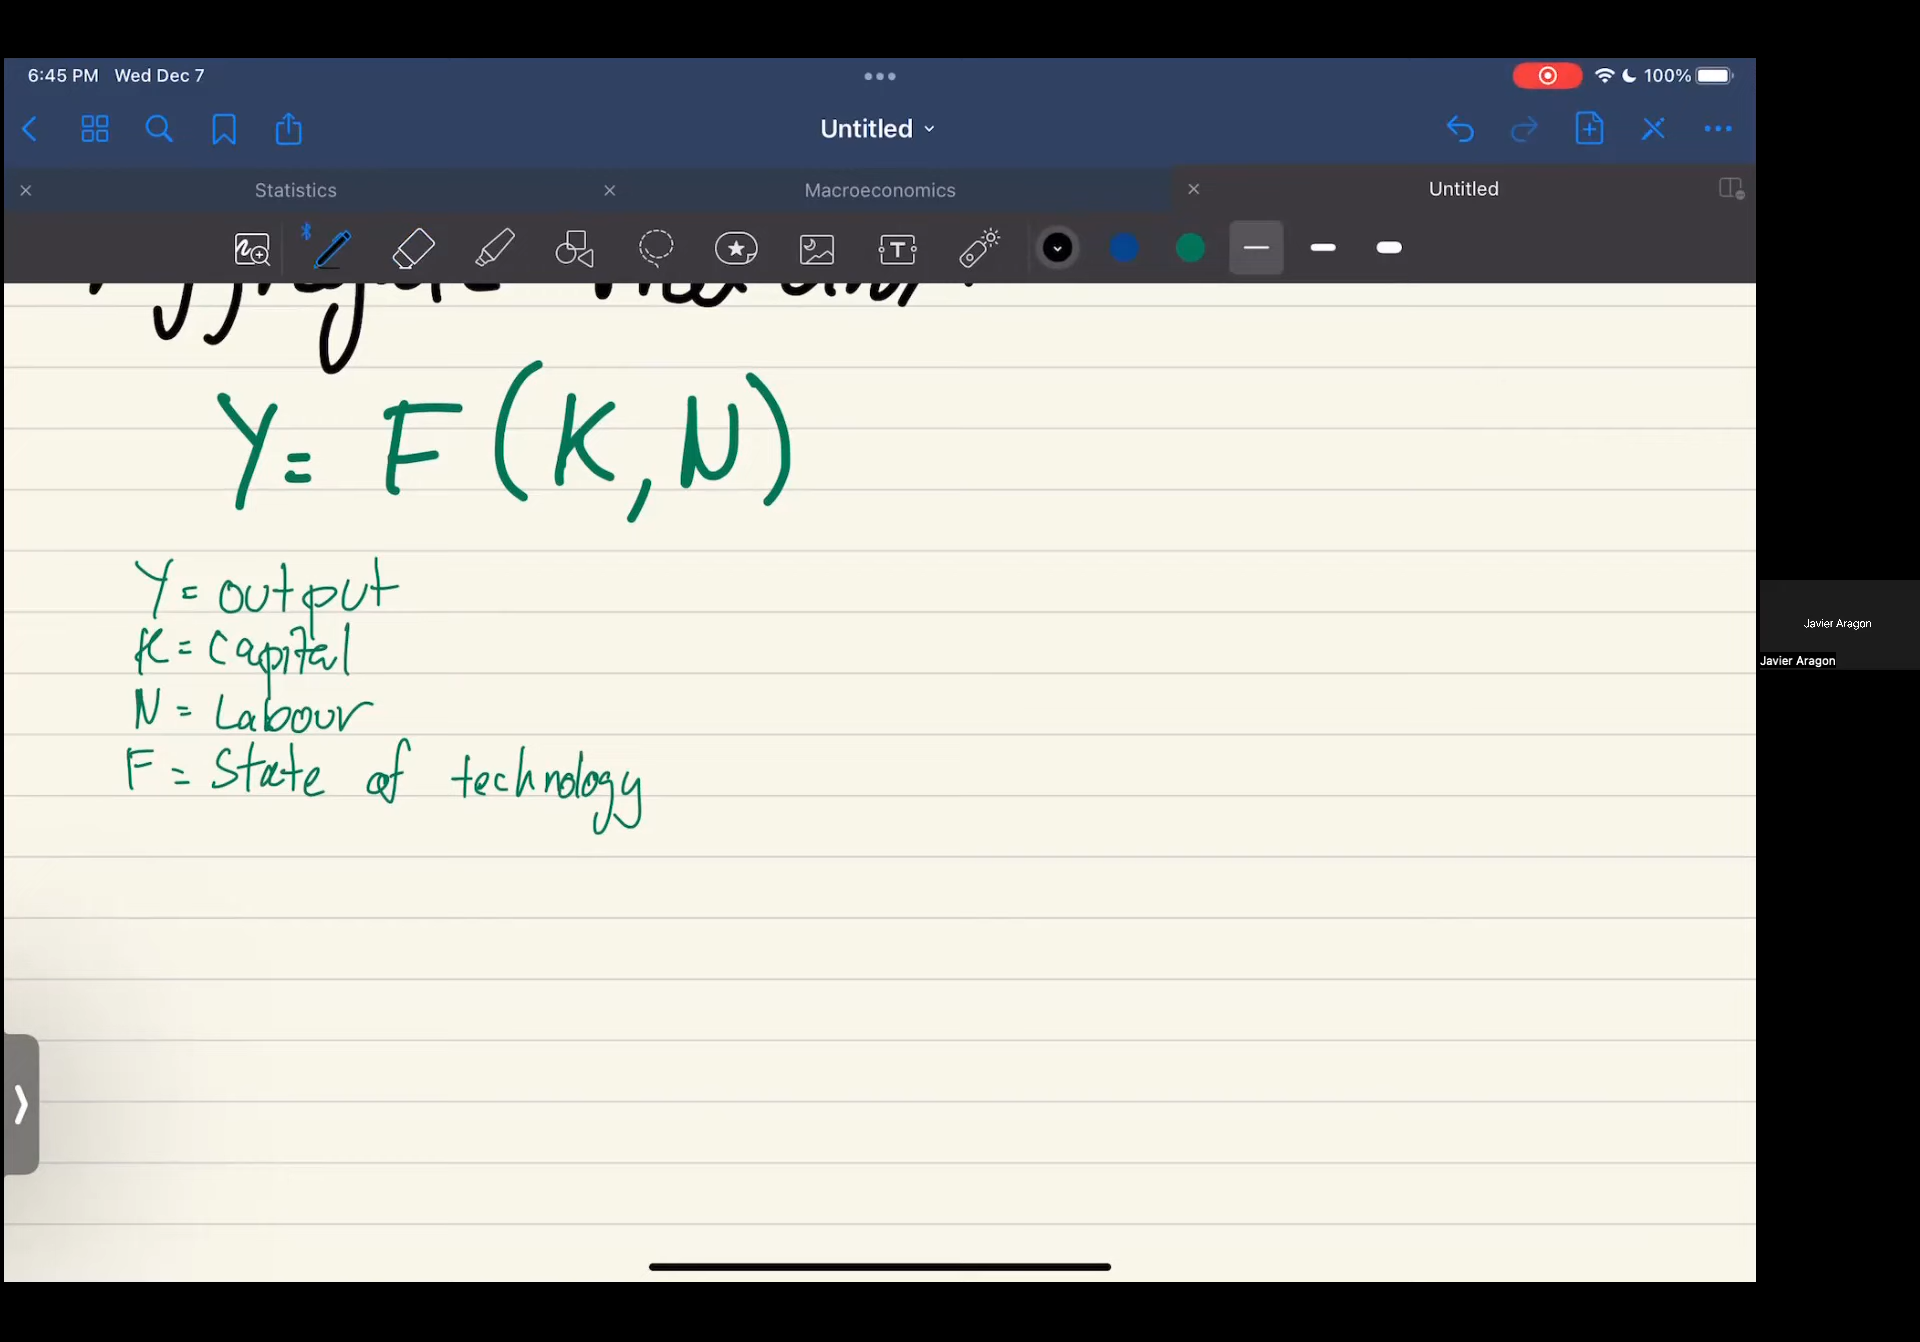 6:45 PM Wed Dec 7
100%
Untitled
Statistics
Macroeconomics
Untitled
T
Aggregate
Y= F (K, N)
Y= output
K= Capital
N= Labour
F= State of technology
Javier Aragon
Javier Aragon